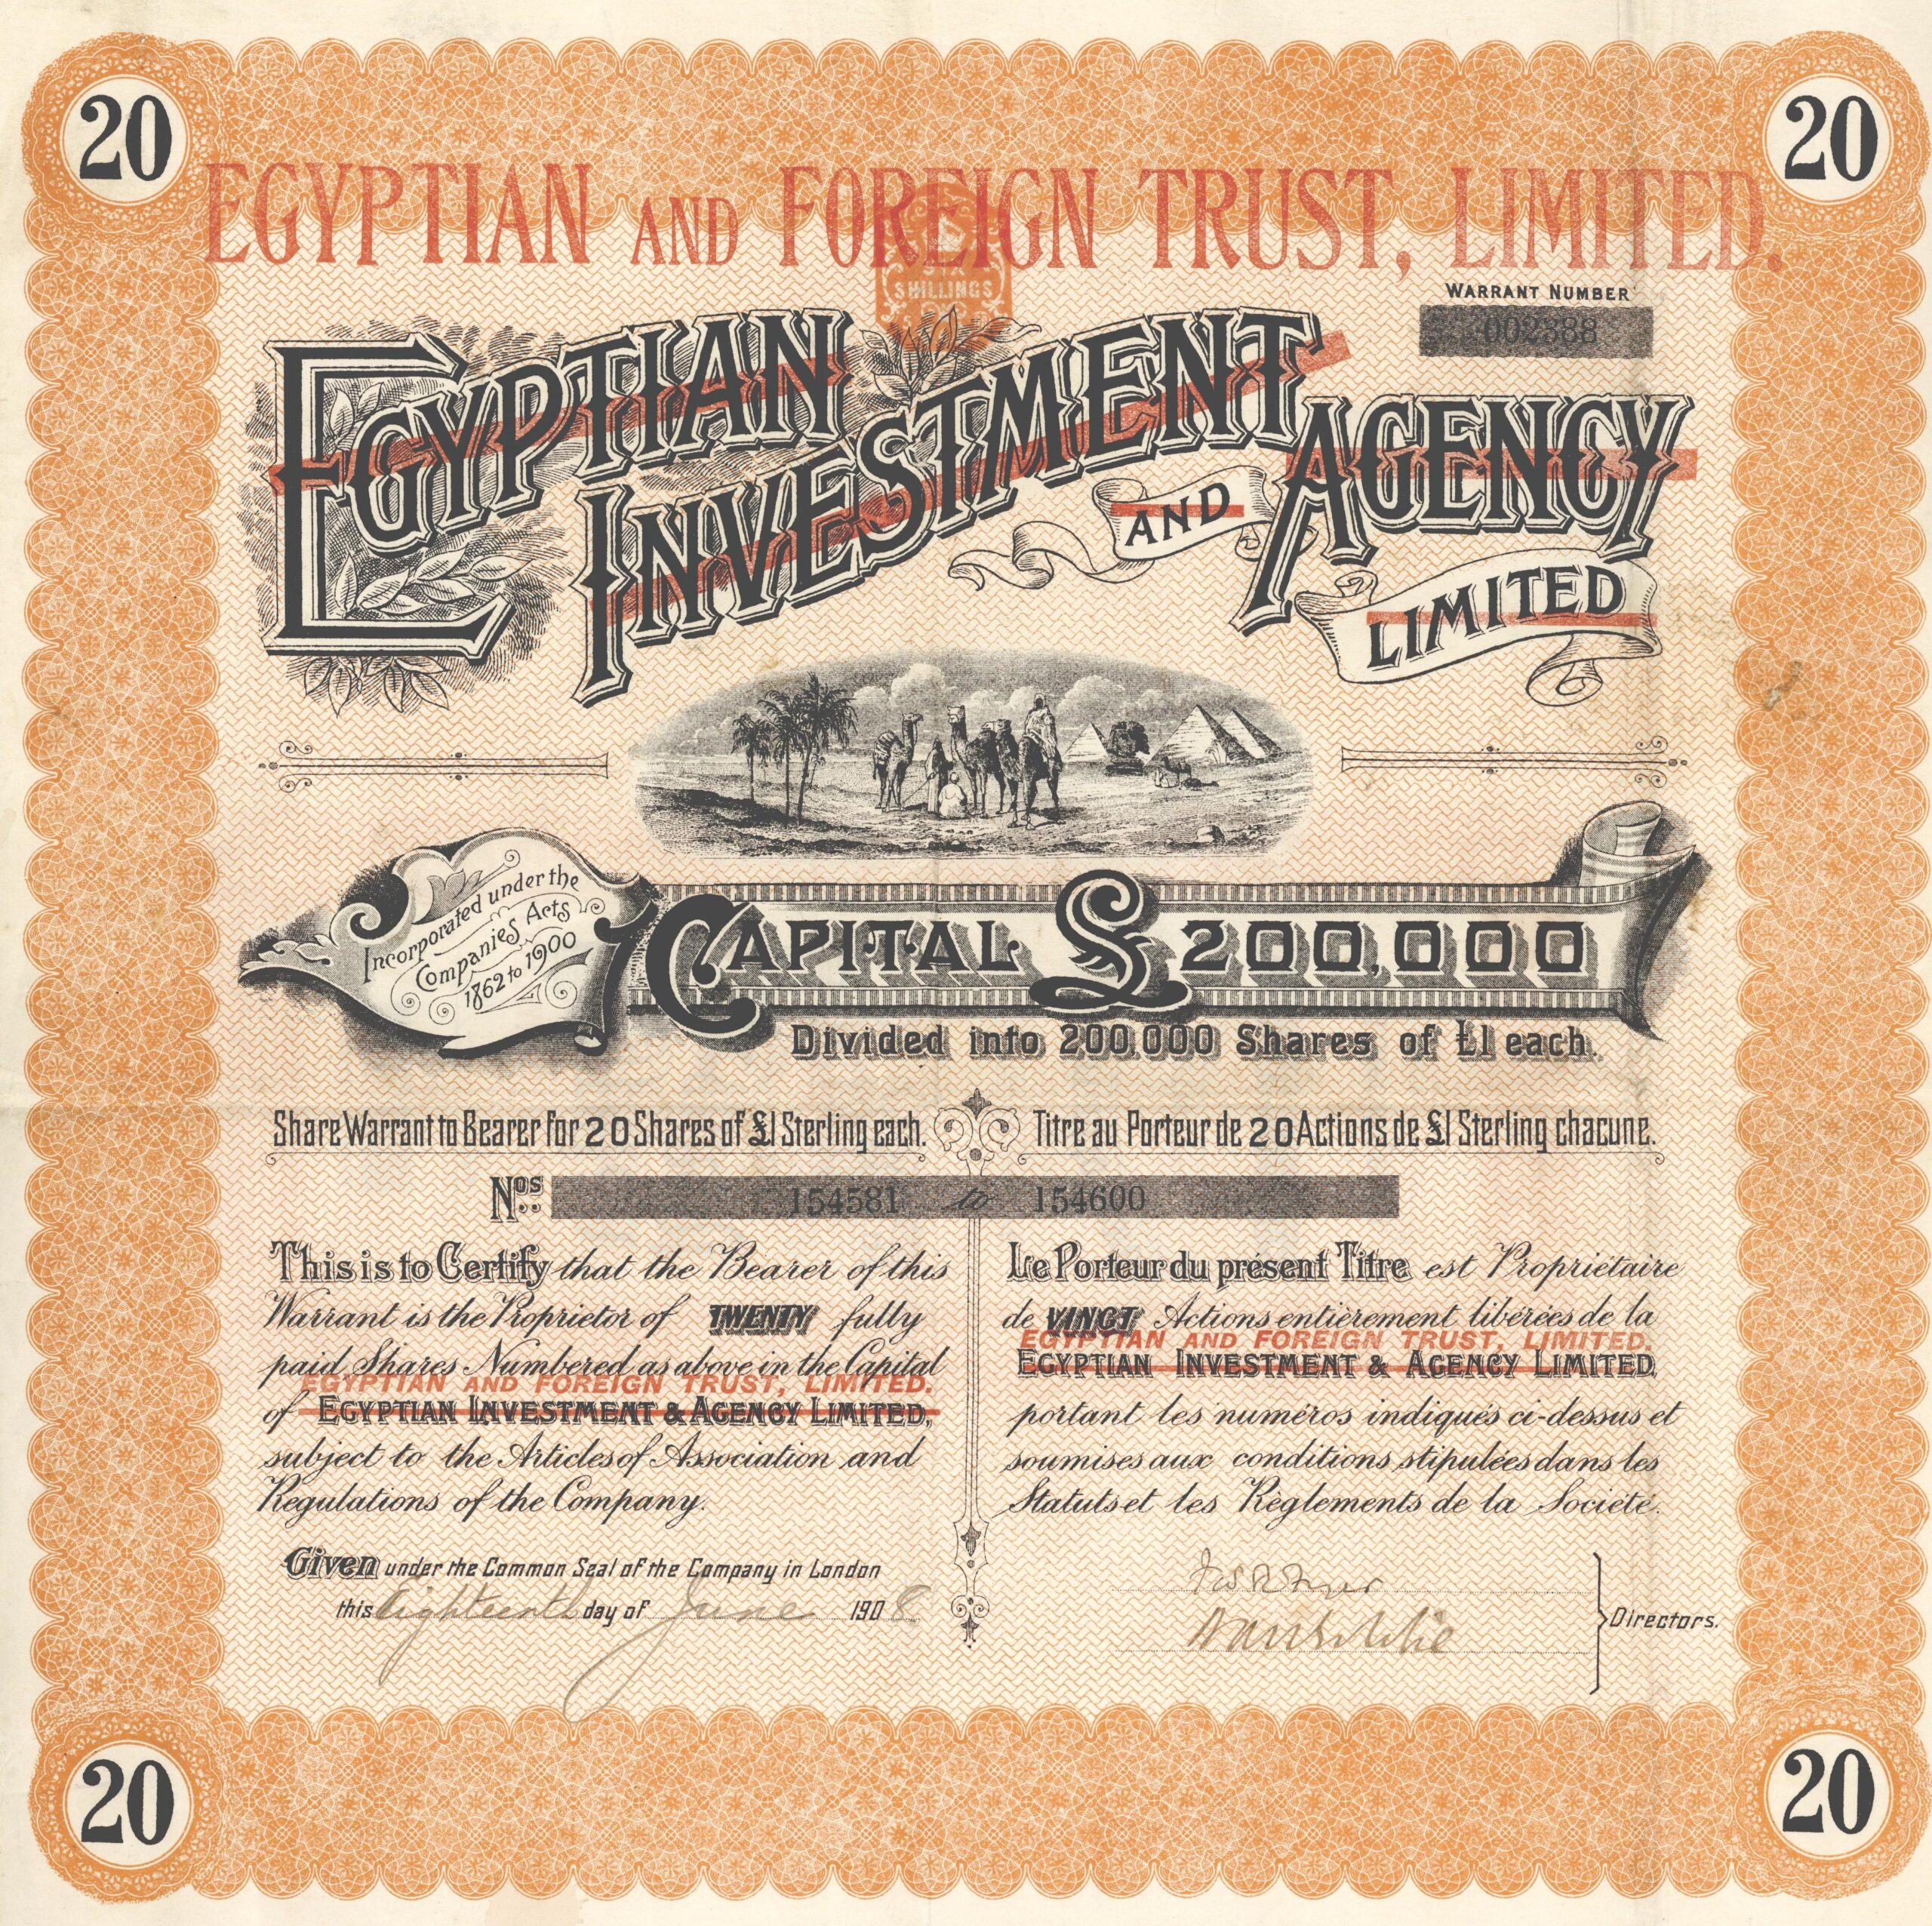 20
20
EGYPTIAN AND FOREIGN TRUST, LIMITED.
SIX
SHILLINGS
WARRANT NUMBER
002388
EGYPTIAN
INVESTMENT
AND
AGENCY
LIMITED
Incorporated under the
Companies Acts
1862 to 1900
CAPITAL £200,000
Divided into 200,000 Shares of £1 each.
Share Warrant to Bearer for 20 Shares of £1 Sterling each.
Titre au Porteur de 20 Actions de £1 Sterling chacune.
Nos 154581 to 154600
This is to Certify that the Bearer of this
Warrant is the Proprietor of TWENTY fully
paid Shares Numbered as above in the Capital
EGYPTIAN AND FOREIGN TRUST, LIMITED.
of EGYPTIAN INVESTMENT & AGENCY LIMITED,
subject to the Articles of Association and
Regulations of the Company.
Le Porteur du présent Titre est Propriétaire
de VINGT Actions entièrement libérées de la
EGYPTIAN AND FOREIGN TRUST, LIMITED.
EGYPTIAN INVESTMENT & AGENCY LIMITED,
portant les numéros indiqués ci-dessus et
soumises aux conditions stipulées dans les
Statuts et les Règlements de la Société.
Given under the Common Seal of the Company in London
this Eighteenth day of June 1908
Directors.
20
20